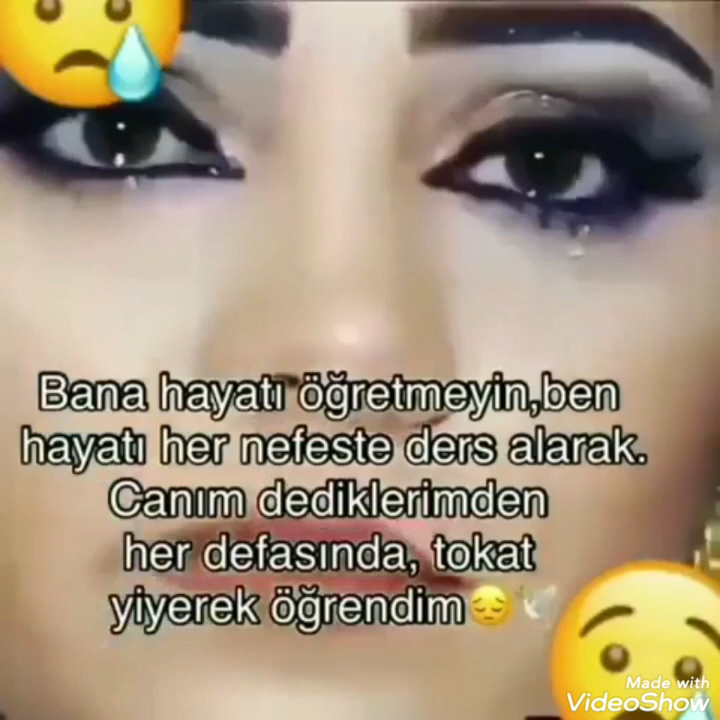 Bana hayatı öğretmeyin,ben
hayatı her nefeste ders alarak.
Canım dediklerimden
her defasında, tokat
yiyerek öğrendim😔🕊
Made with
VideoShow